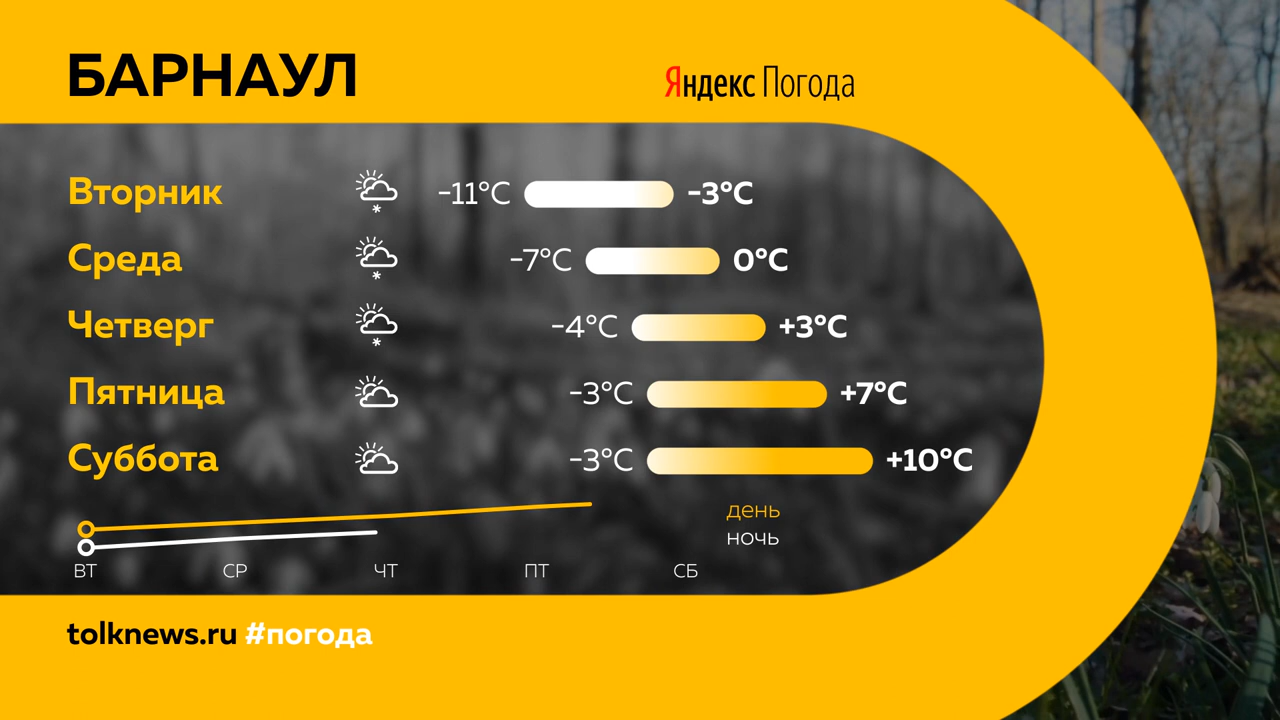 БАРНАУЛ
Яндекс Погода
Вторник -11°C -3°C
Среда -7°C 0°C
Четверг -4°C +3°C
Пятница -3°C +7°C
Суббота -3°C +10°C
день
ночь
ВТ СР ЧТ ПТ СБ
tolknews.ru #погода